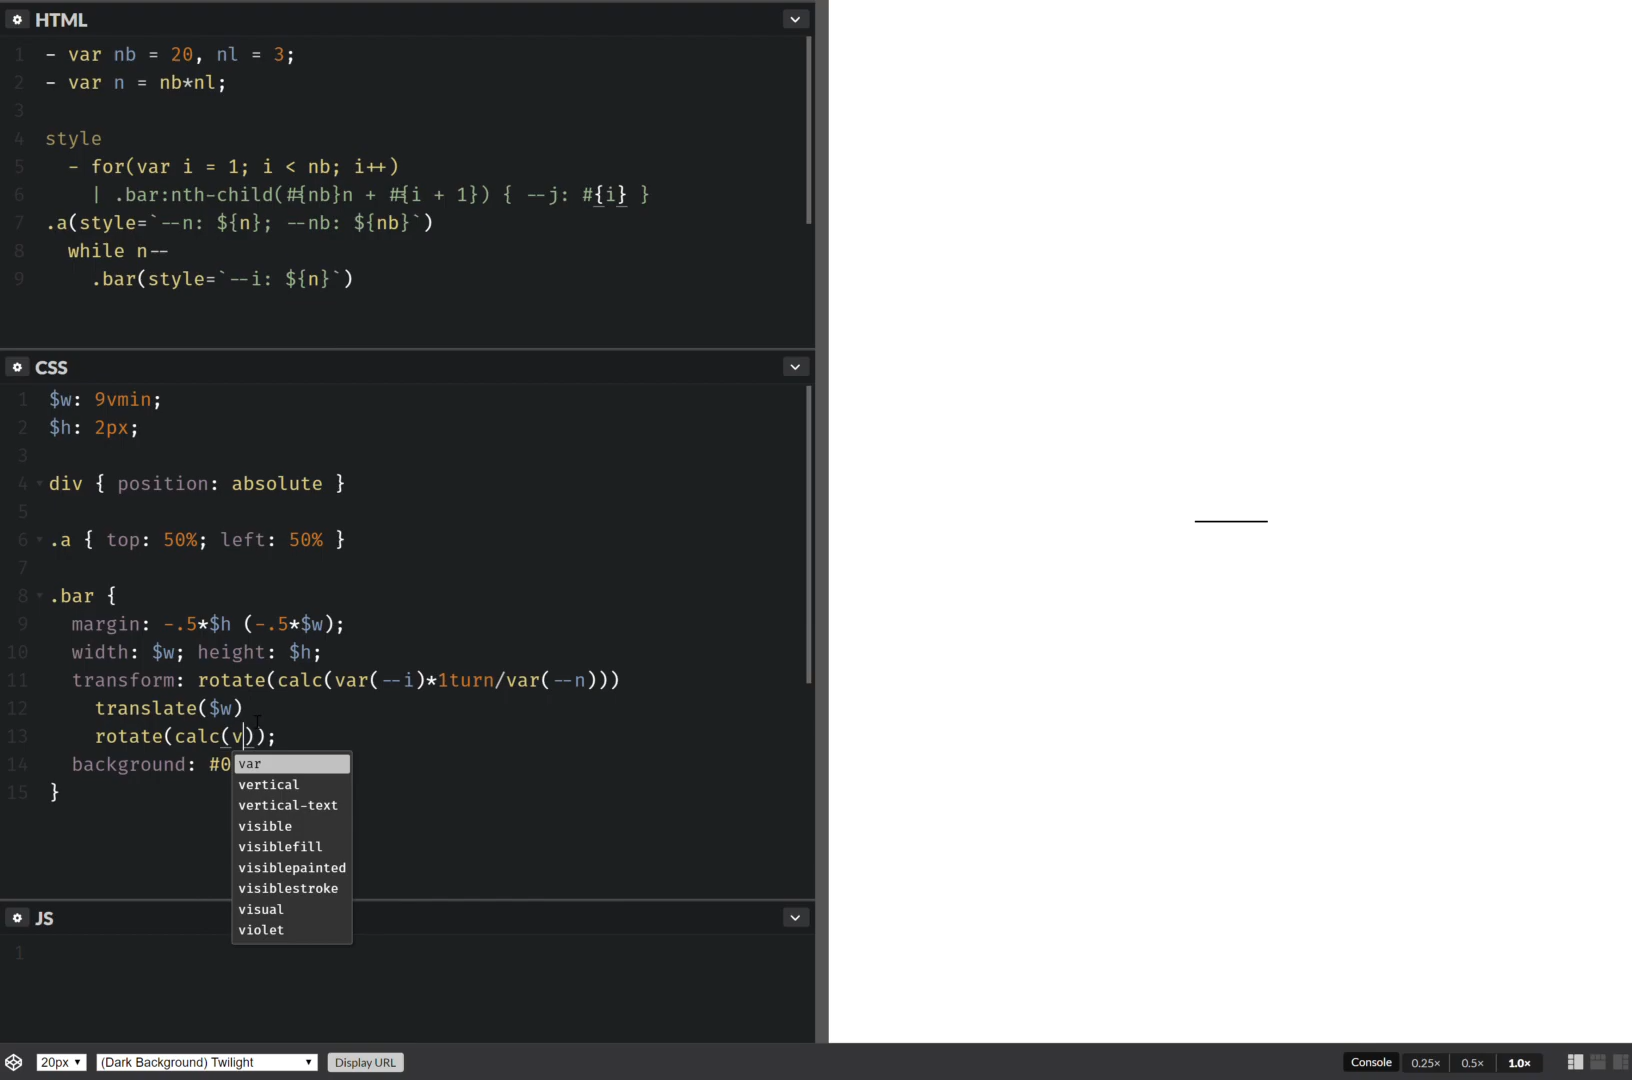 HTML
1 - var nb = 20, nl = 3;
2 - var n = nb*nl;
3
4 style
5 - for(var i = 1; i < nb; i++)
6 | .bar:nth-child(#{nb}n + #{i + 1}) { --j: #{i} }
7 .a(style=`--n: ${n}; --nb: ${nb}`)
8 while n--
9 .bar(style=`--i: ${n}`)
CSS
1 $w: 9vmin;
2 $h: 2px;
3
4 div { position: absolute }
5
6 .a { top: 50%; left: 50% }
7
8 .bar {
9 margin: -.5*$h (-.5*$w);
10 width: $w; height: $h;
11 transform: rotate(calc(var(--i)*1turn/var(--n)))
12 translate($w)
13 rotate(calc(v));
14 background: #0
15 }
var
vertical
vertical-text
visible
visiblefill
visiblepainted
visiblestroke
visual
violet
JS
1
20px (Dark Background) Twilight Display URL Console 0.25× 0.5× 1.0×